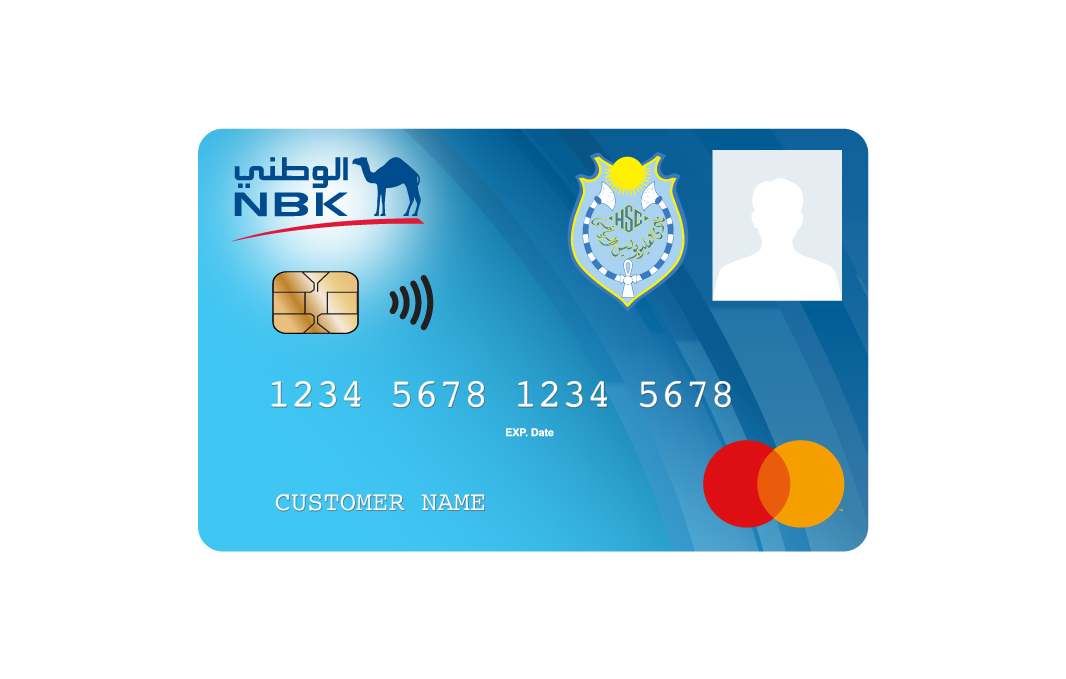 الوطني
NBK
HSC
1234 5678 1234 5678
EXP. Date
CUSTOMER NAME